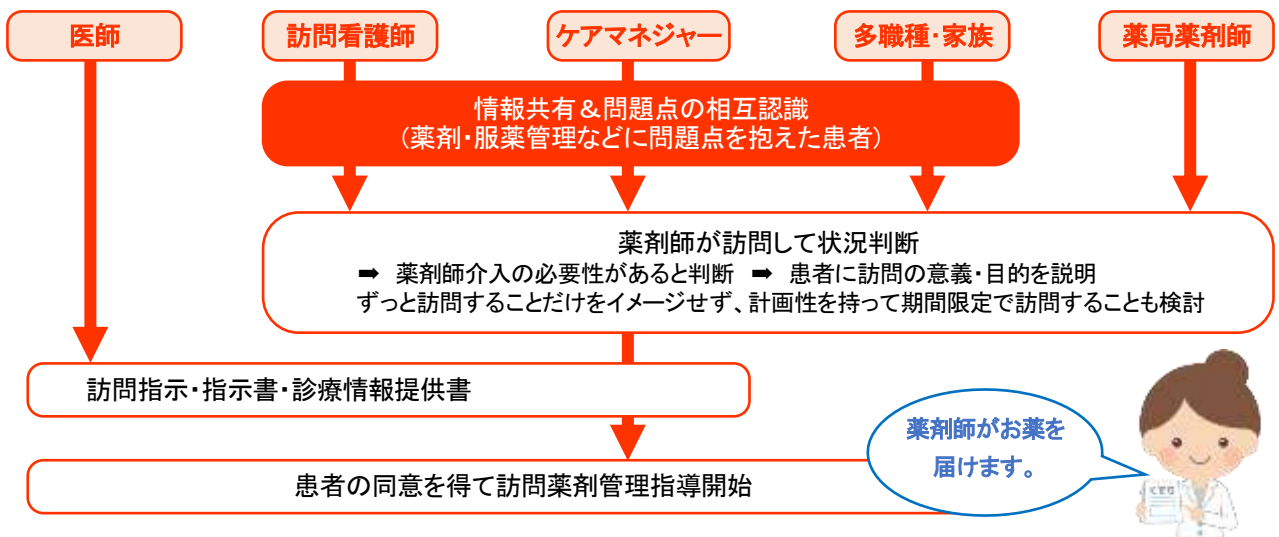 医師
訪問看護師
ケアマネジャー
多職種・家族
薬局薬剤師
情報共有＆問題点の相互認識
(薬剤・服薬管理などに問題点を抱えた患者)
薬剤師が訪問して状況判断
➡ 薬剤師介入の必要性があると判断 ➡ 患者に訪問の意義・目的を説明
ずっと訪問することだけをイメージせず、計画性を持って期間限定で訪問することも検討
訪問指示・指示書・診療情報提供書
薬剤師がお薬を
届けます。
患者の同意を得て訪問薬剤管理指導開始